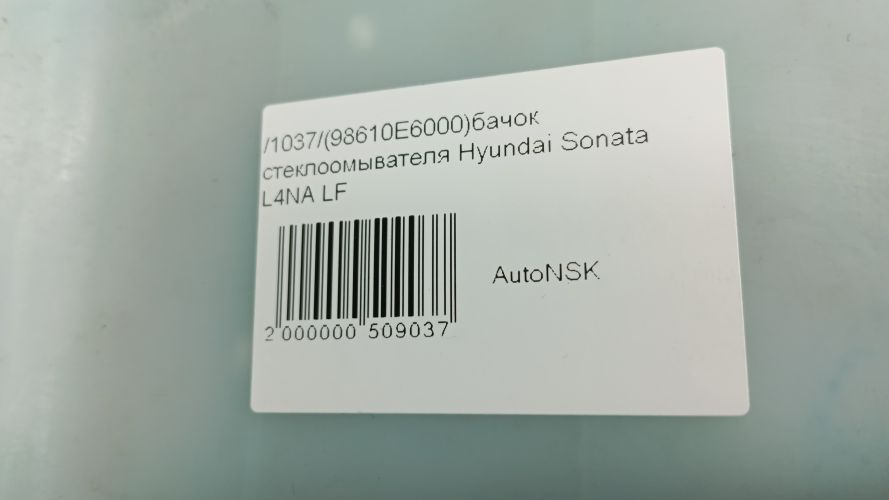 /1037/(98610E6000)бачок
стеклоомывателя Hyundai Sonata
L4NA LF
AutoNSK
2 000000 509037